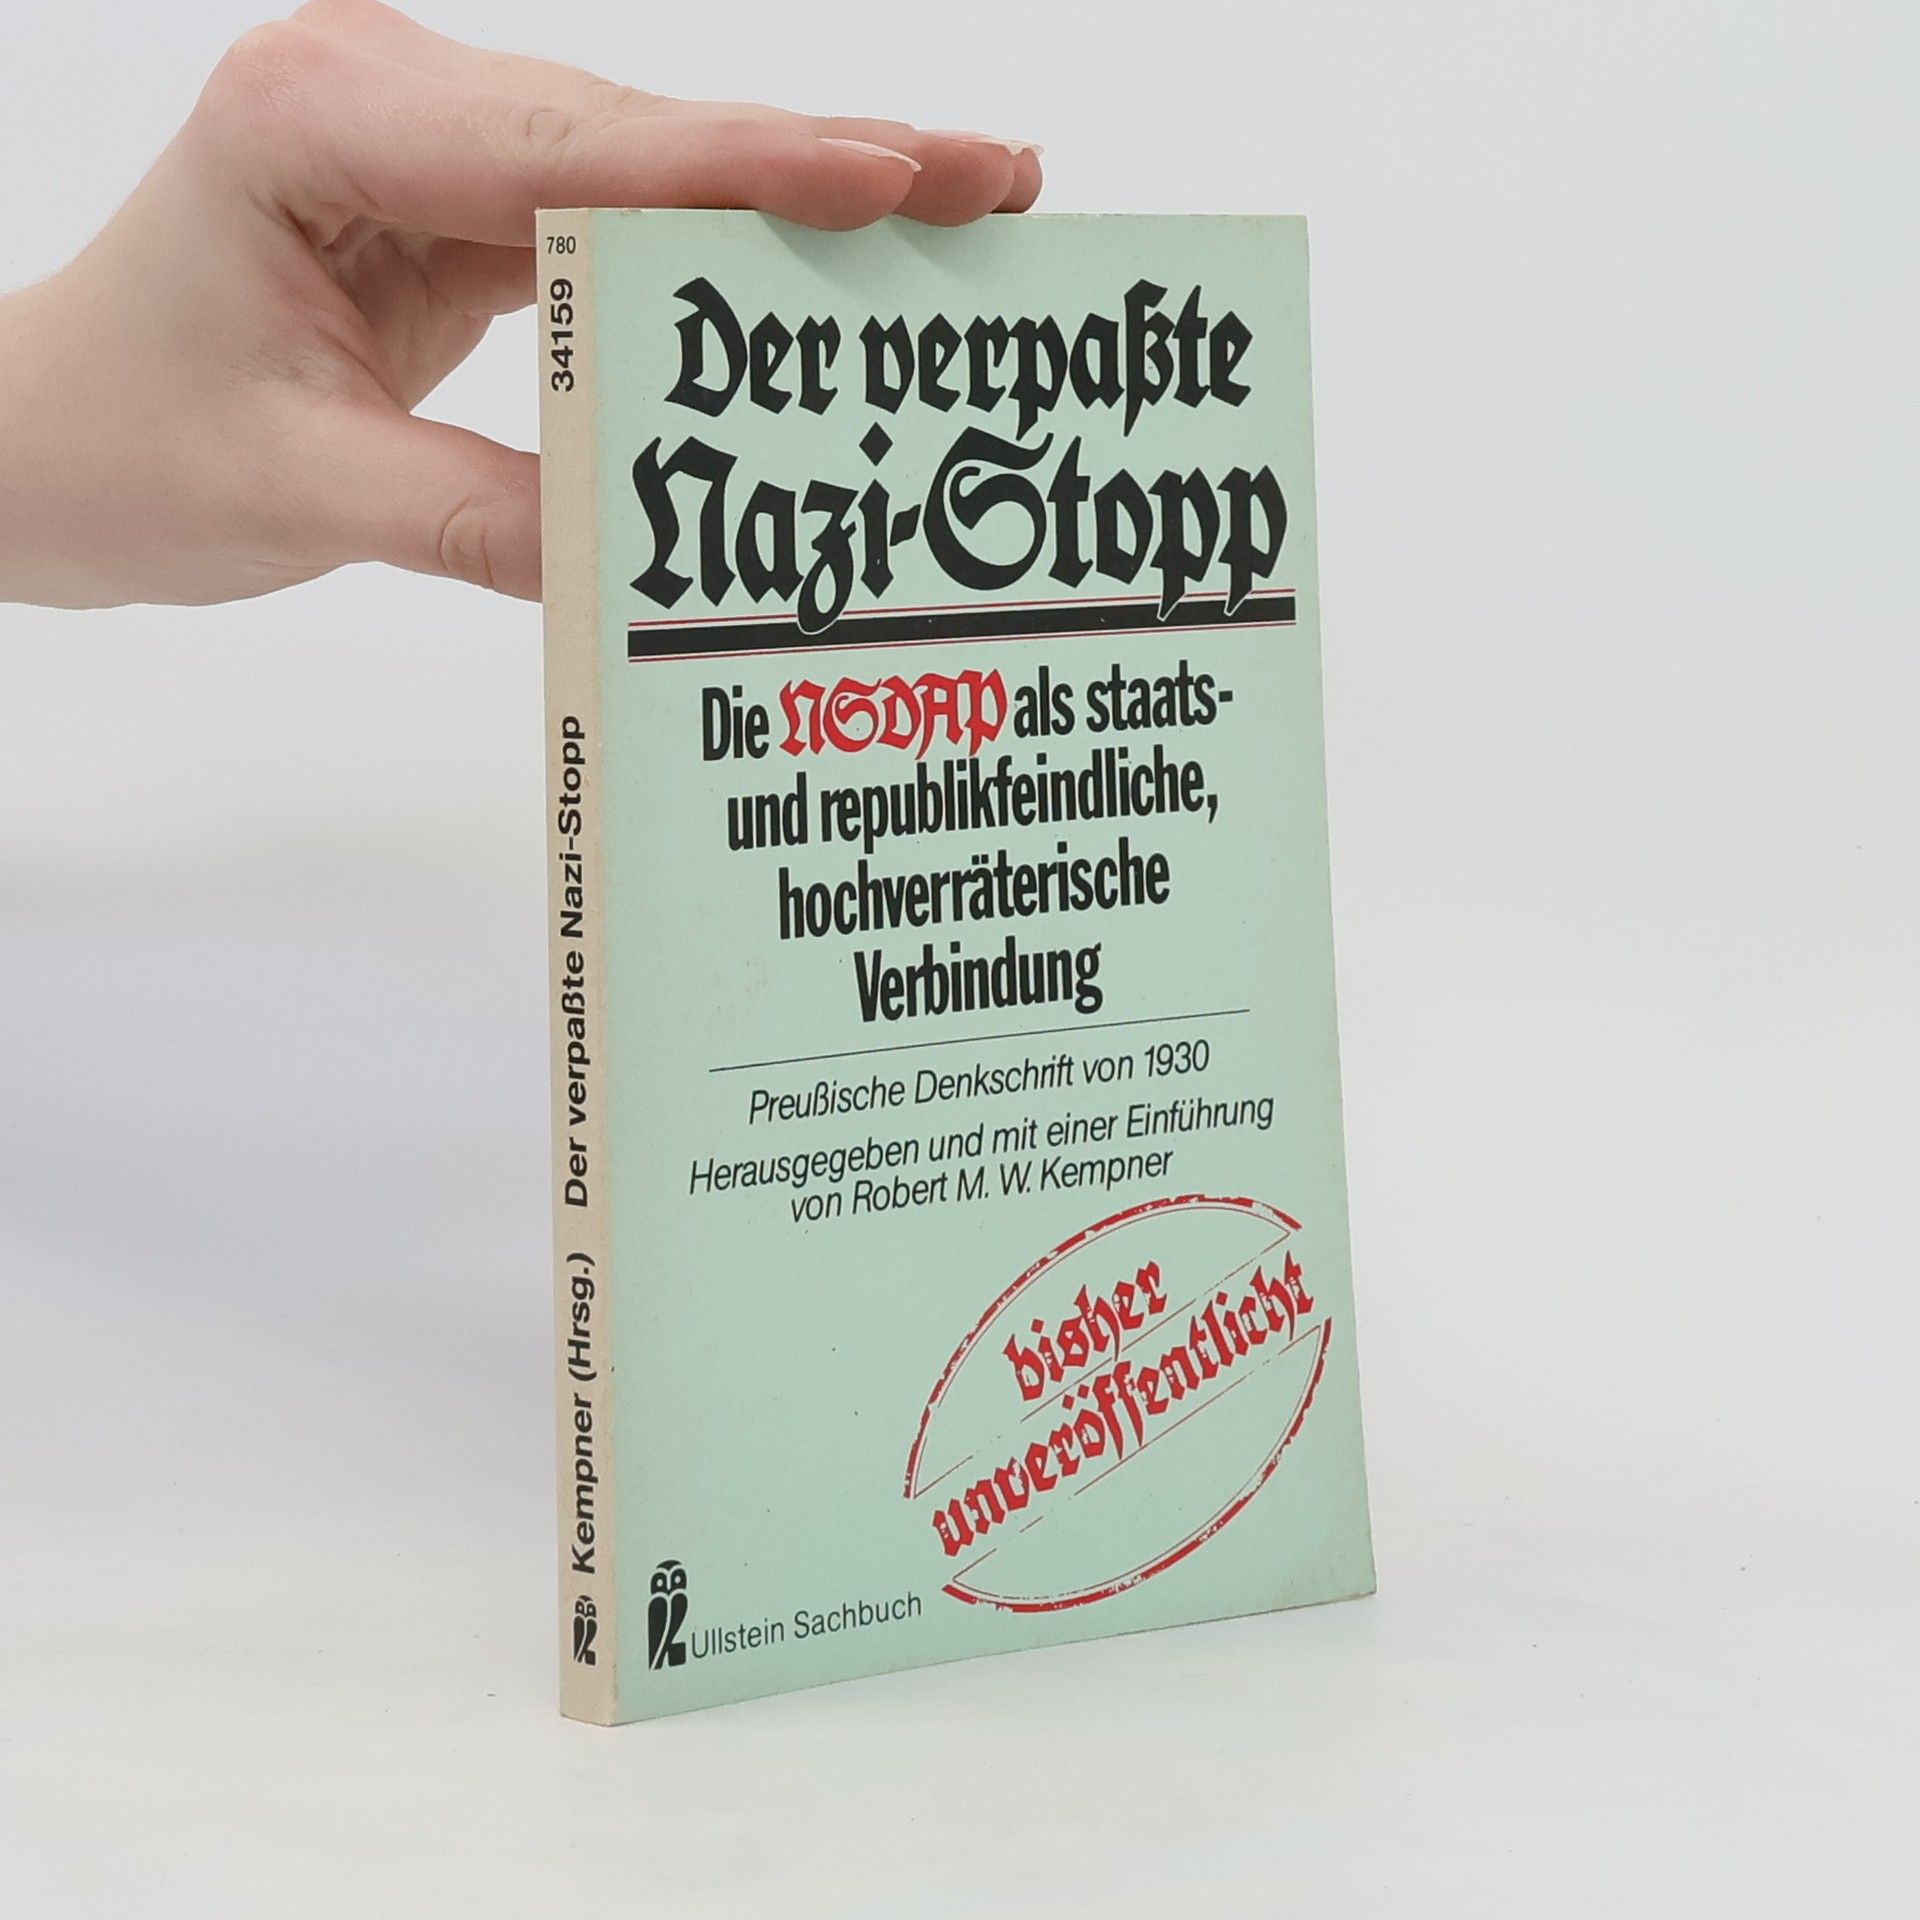 780
34159
Kempner (Hrsg.) Der verpaßte Nazi-Stopp
Der verpaßte
Nazi-Stopp
Die NSDAP als staats-
und republikfeindliche,
hochverräterische
Verbindung
Preußische Denkschrift von 1930
Herausgegeben und mit einer Einführung
von Robert M. W. Kempner
bisher
unveröffentlicht
Ullstein Sachbuch